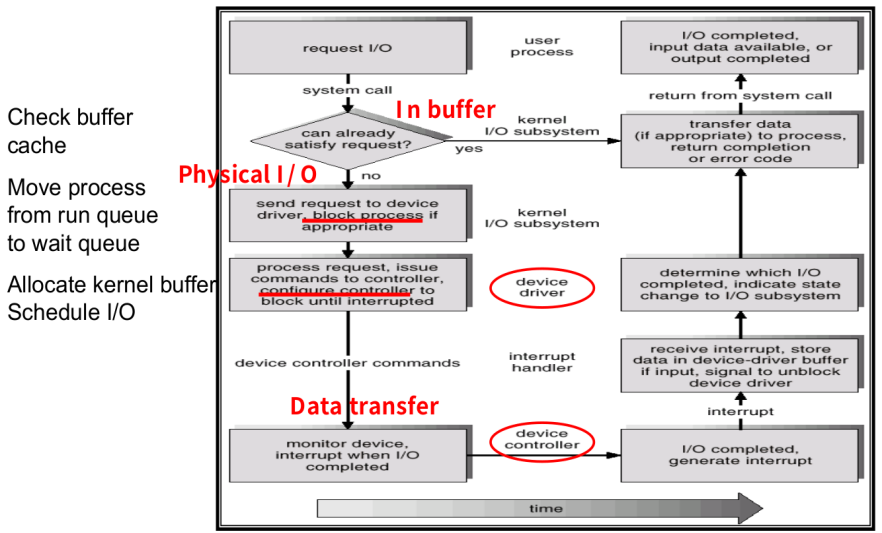 Check buffer
cache
Move process
from run queue
to wait queue
Allocate kernel buffer
Schedule I/O
request I/O
user
process
I/O completed,
input data available, or
output completed
system call
return from system call
In buffer
can already
satisfy request?
yes
kernel
I/O subsystem
transfer data
(if appropriate) to process,
return completion
or error code
Physical I / O
no
send request to device
driver, block process if
appropriate
kernel
I/O subsystem
process request, issue
commands to controller,
configure controller to
block until interrupted
device
driver
determine which I/O
completed, indicate state
change to I/O subsystem
device controller commands
interrupt
handler
receive interrupt, store
data in device-driver buffer
if input, signal to unblock
device driver
Data transfer
interrupt
monitor device,
interrupt when I/O
completed
device
controller
I/O completed,
generate interrupt
time